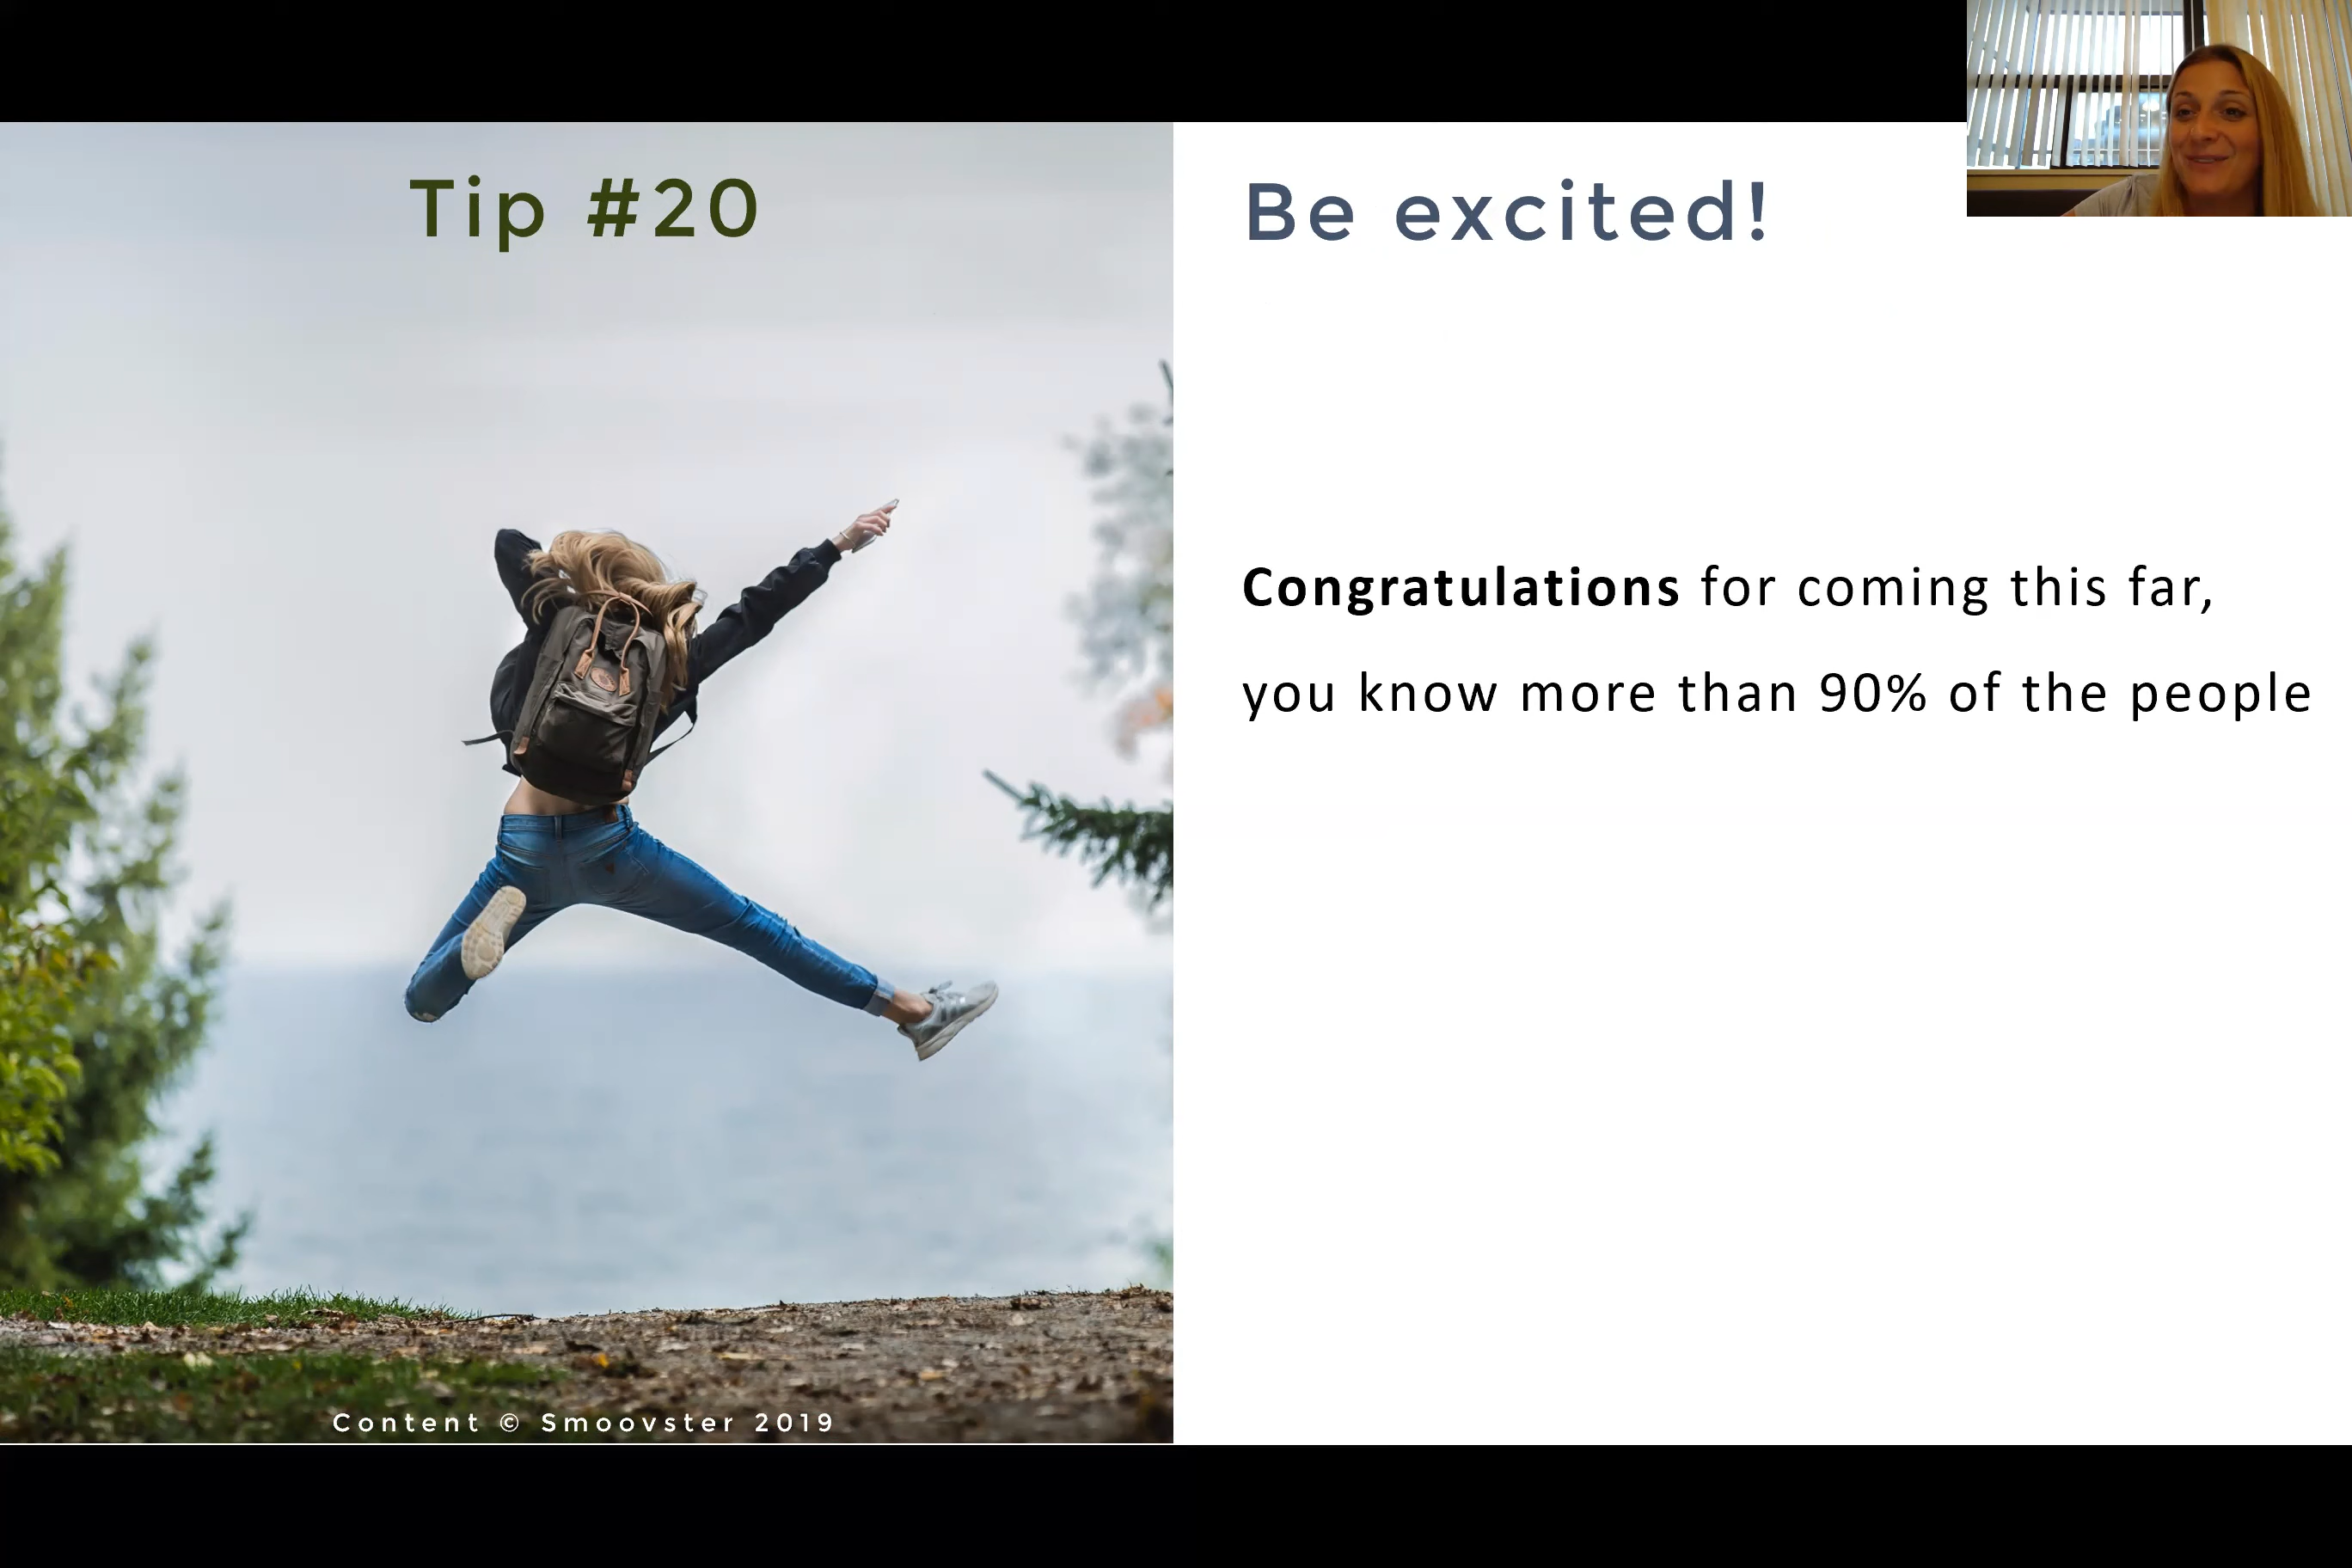 Tip #20
Be excited!
Congratulations for coming this far,
you know more than 90% of the people
Content © Smoovster 2019